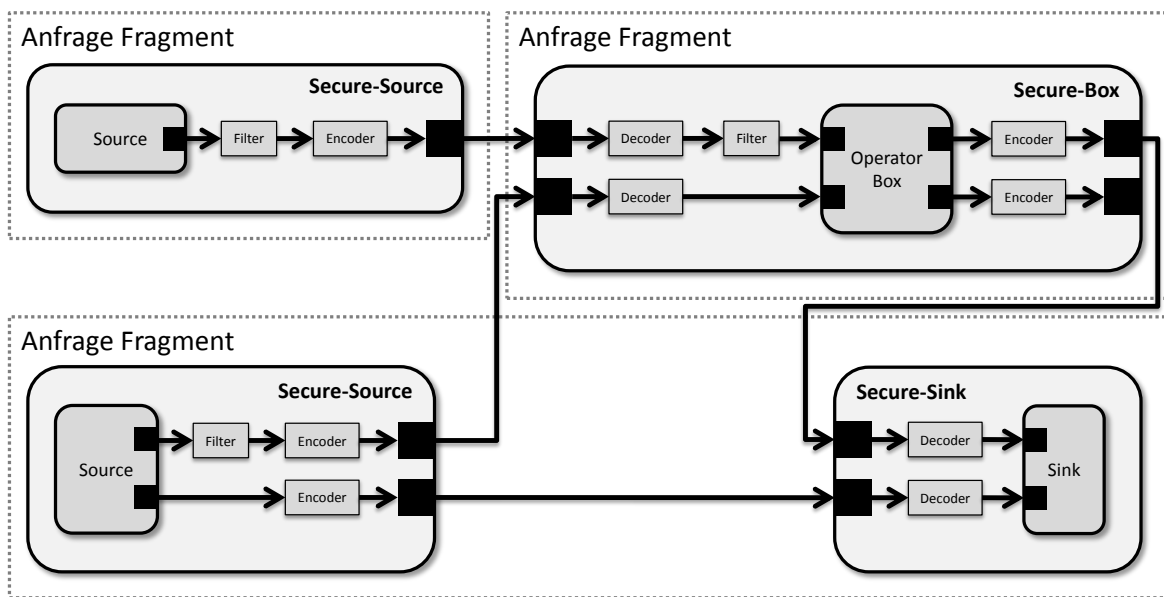 Anfrage Fragment
Secure-Source
Source
Filter
Encoder
Anfrage Fragment
Secure-Box
Decoder
Filter
Operator
Box
Encoder
Decoder
Encoder
Anfrage Fragment
Secure-Source
Source
Filter
Encoder
Encoder
Secure-Sink
Decoder
Sink
Decoder